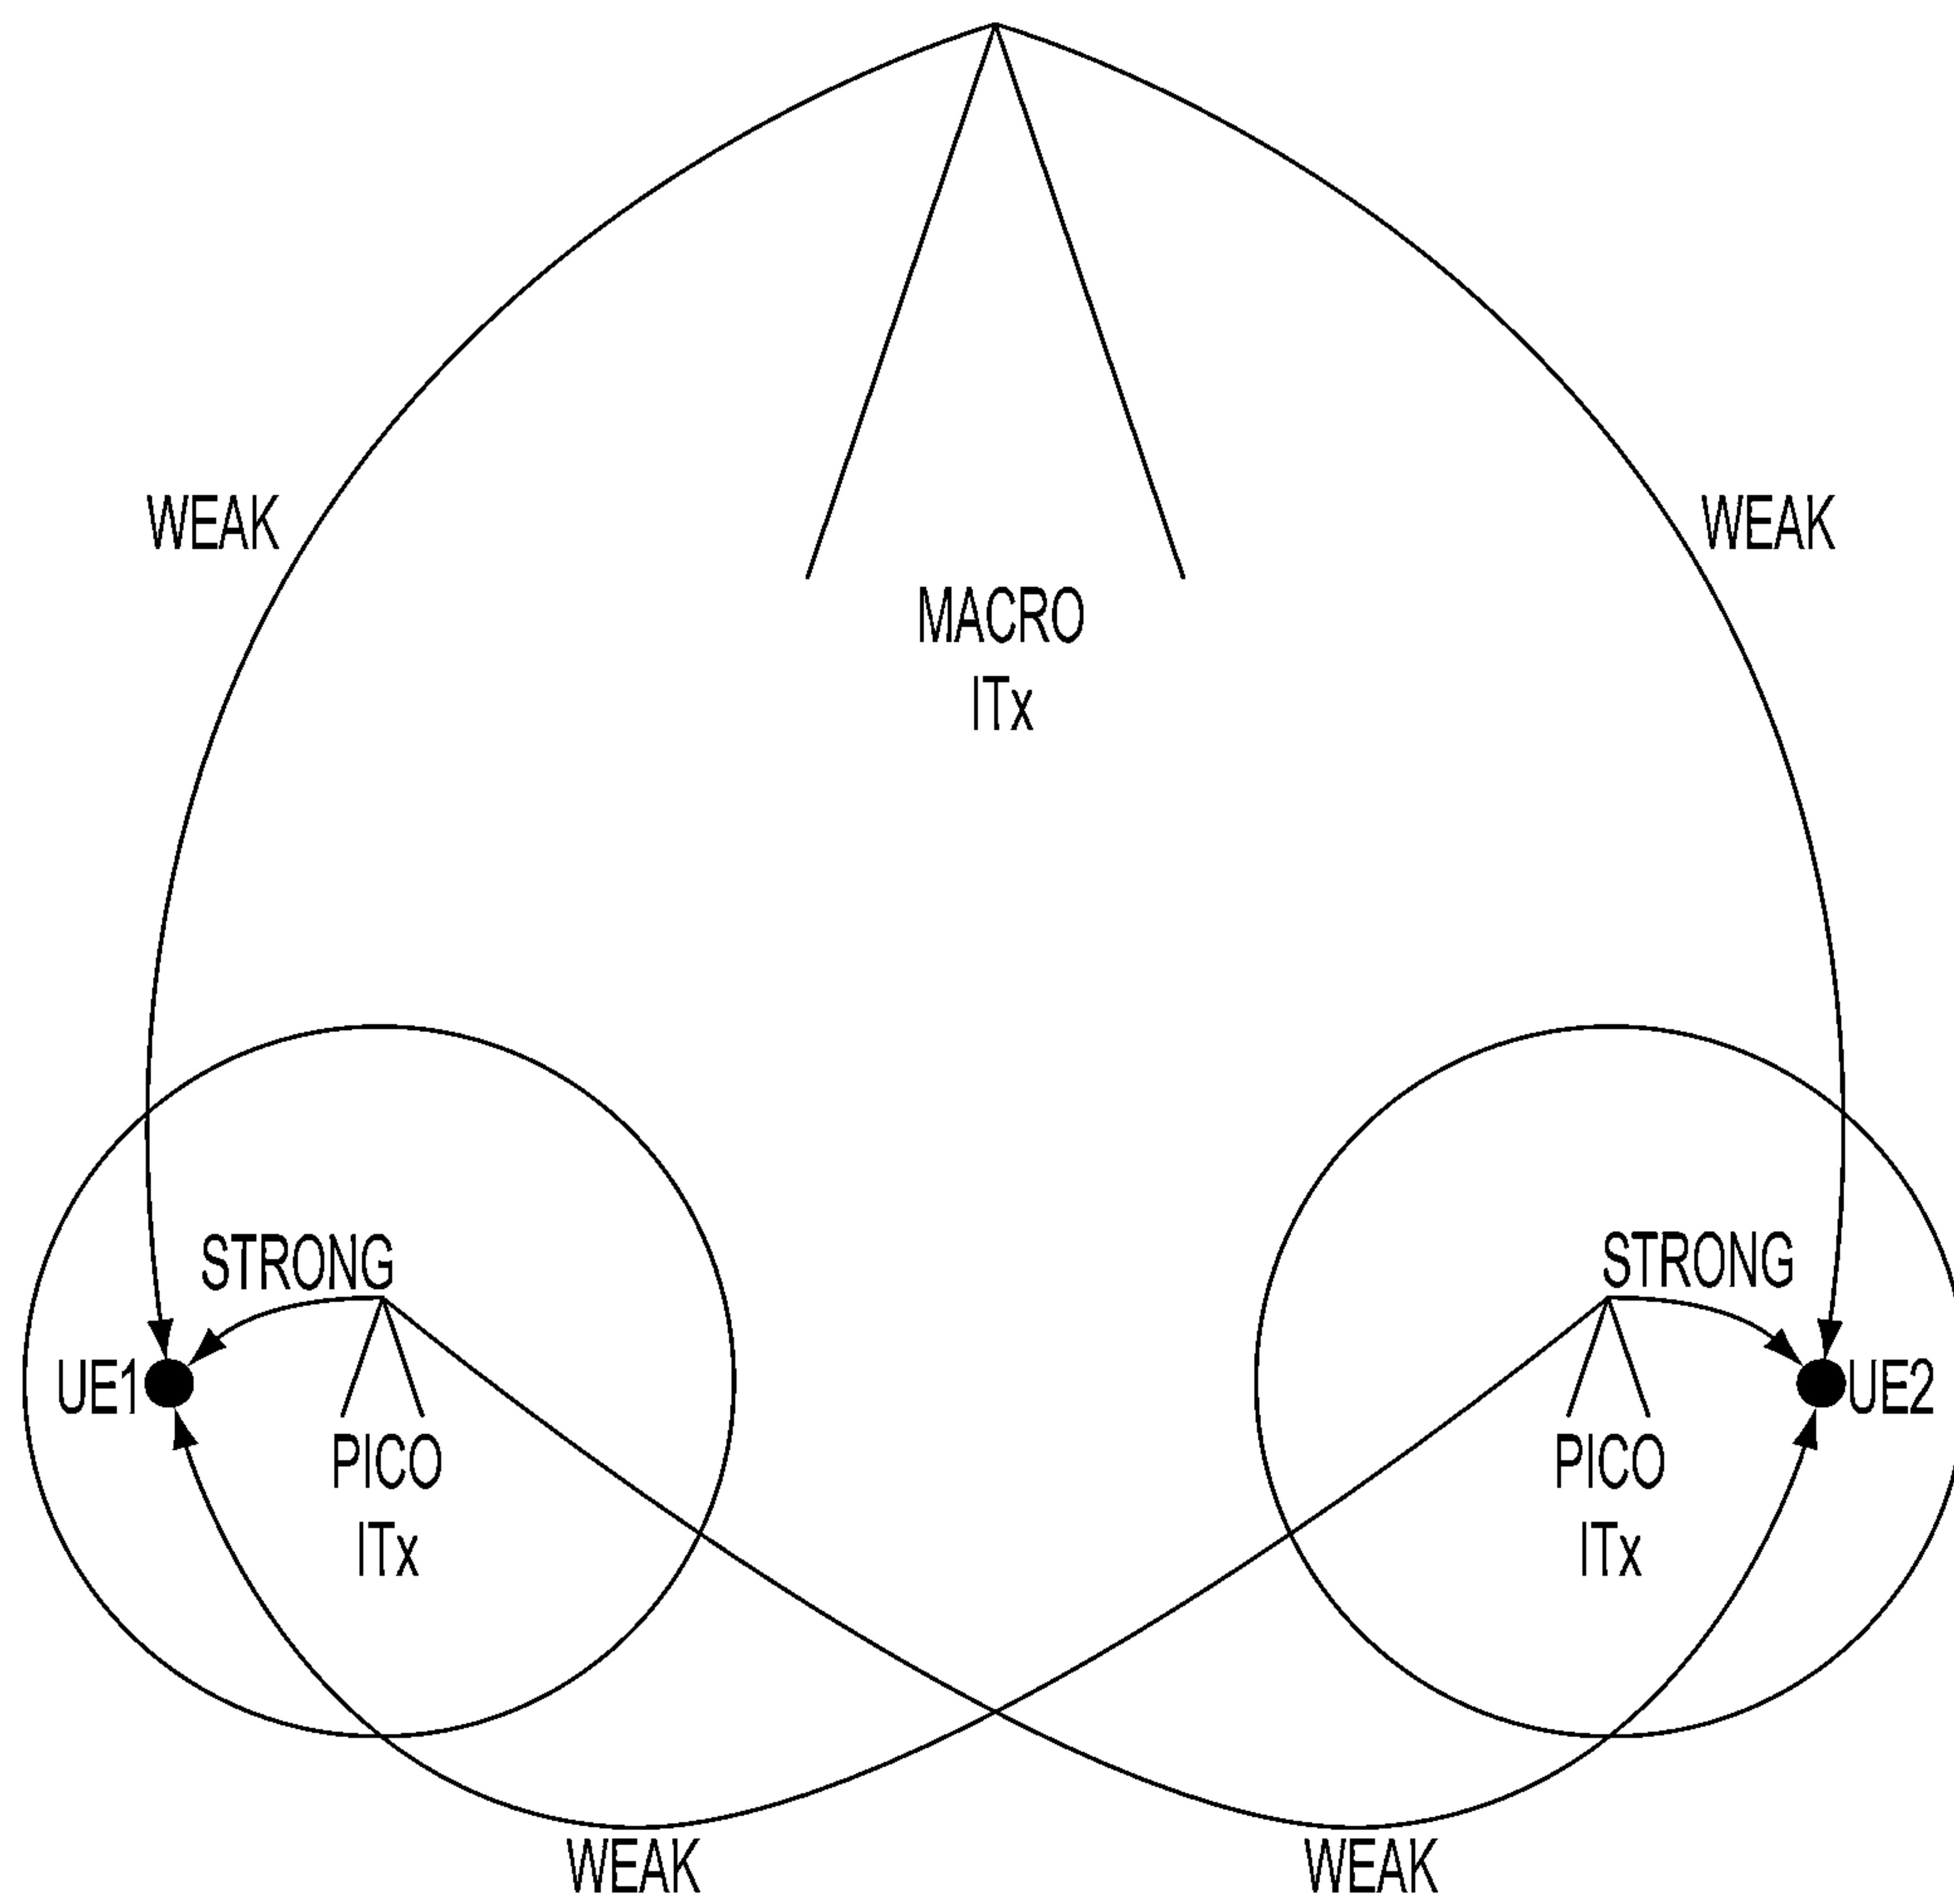 WEAK
WEAK
MACRO
ITx
STRONG
STRONG
UE1
UE2
PICO
ITx
PICO
ITx
WEAK
WEAK